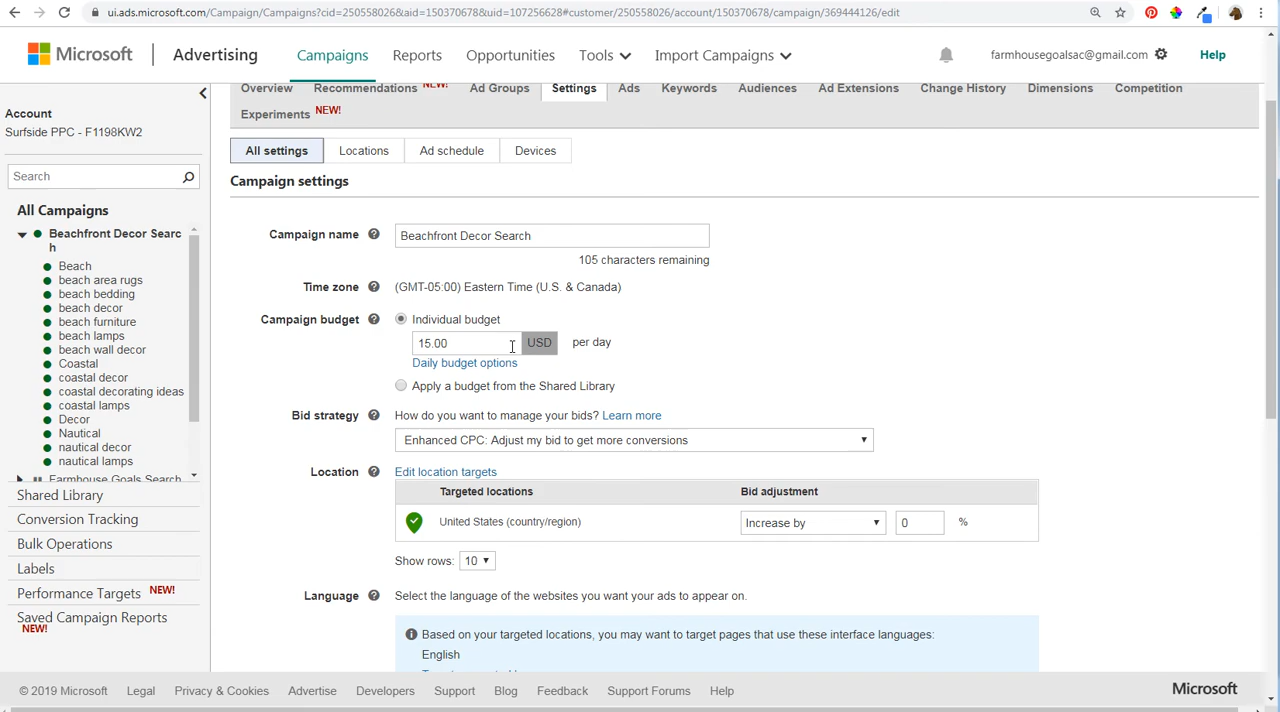 ui.ads.microsoft.com/Campaign/Campaigns?cid=250558026&aid=150370678&uid=107256628#customer/250558026/account/150370678/campaign/369444126/edit
Microsoft
Advertising
Campaigns
Reports
Opportunities
Tools
Import Campaigns
farmhousegoalsac@gmail.com
Help
Overview
Recommendations NEW!
Ad Groups
Settings
Ads
Keywords
Audiences
Ad Extensions
Change History
Dimensions
Competition
Experiments NEW!
Account
Surfside PPC - F1198KW2
Search
All Campaigns
Beachfront Decor Searc
h
Beach
beach area rugs
beach bedding
beach decor
beach furniture
beach lamps
beach wall decor
Coastal
coastal decor
coastal decorating ideas
coastal lamps
Decor
Nautical
nautical decor
nautical lamps
Farmhouse Goals Search
Shared Library
Conversion Tracking
Bulk Operations
Labels
Performance Targets NEW!
Saved Campaign Reports
NEW!
All settings
Locations
Ad schedule
Devices
Campaign settings
Campaign name
Beachfront Decor Search
105 characters remaining
Time zone
(GMT-05:00) Eastern Time (U.S. & Canada)
Campaign budget
Individual budget
15.00 USD per day
Daily budget options
Apply a budget from the Shared Library
Bid strategy
How do you want to manage your bids? Learn more
Enhanced CPC: Adjust my bid to get more conversions
Location
Edit location targets
Targeted locations
Bid adjustment
United States (country/region)
Increase by
0
%
Show rows: 10
Language
Select the language of the websites you want your ads to appear on.
Based on your targeted locations, you may want to target pages that use these interface languages:
English
© 2019 Microsoft
Legal
Privacy & Cookies
Advertise
Developers
Support
Blog
Feedback
Support Forums
Help
Microsoft